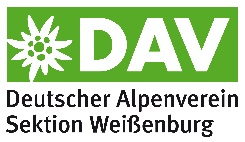 DAV
Deutscher Alpenverein
Sektion Weißenburg